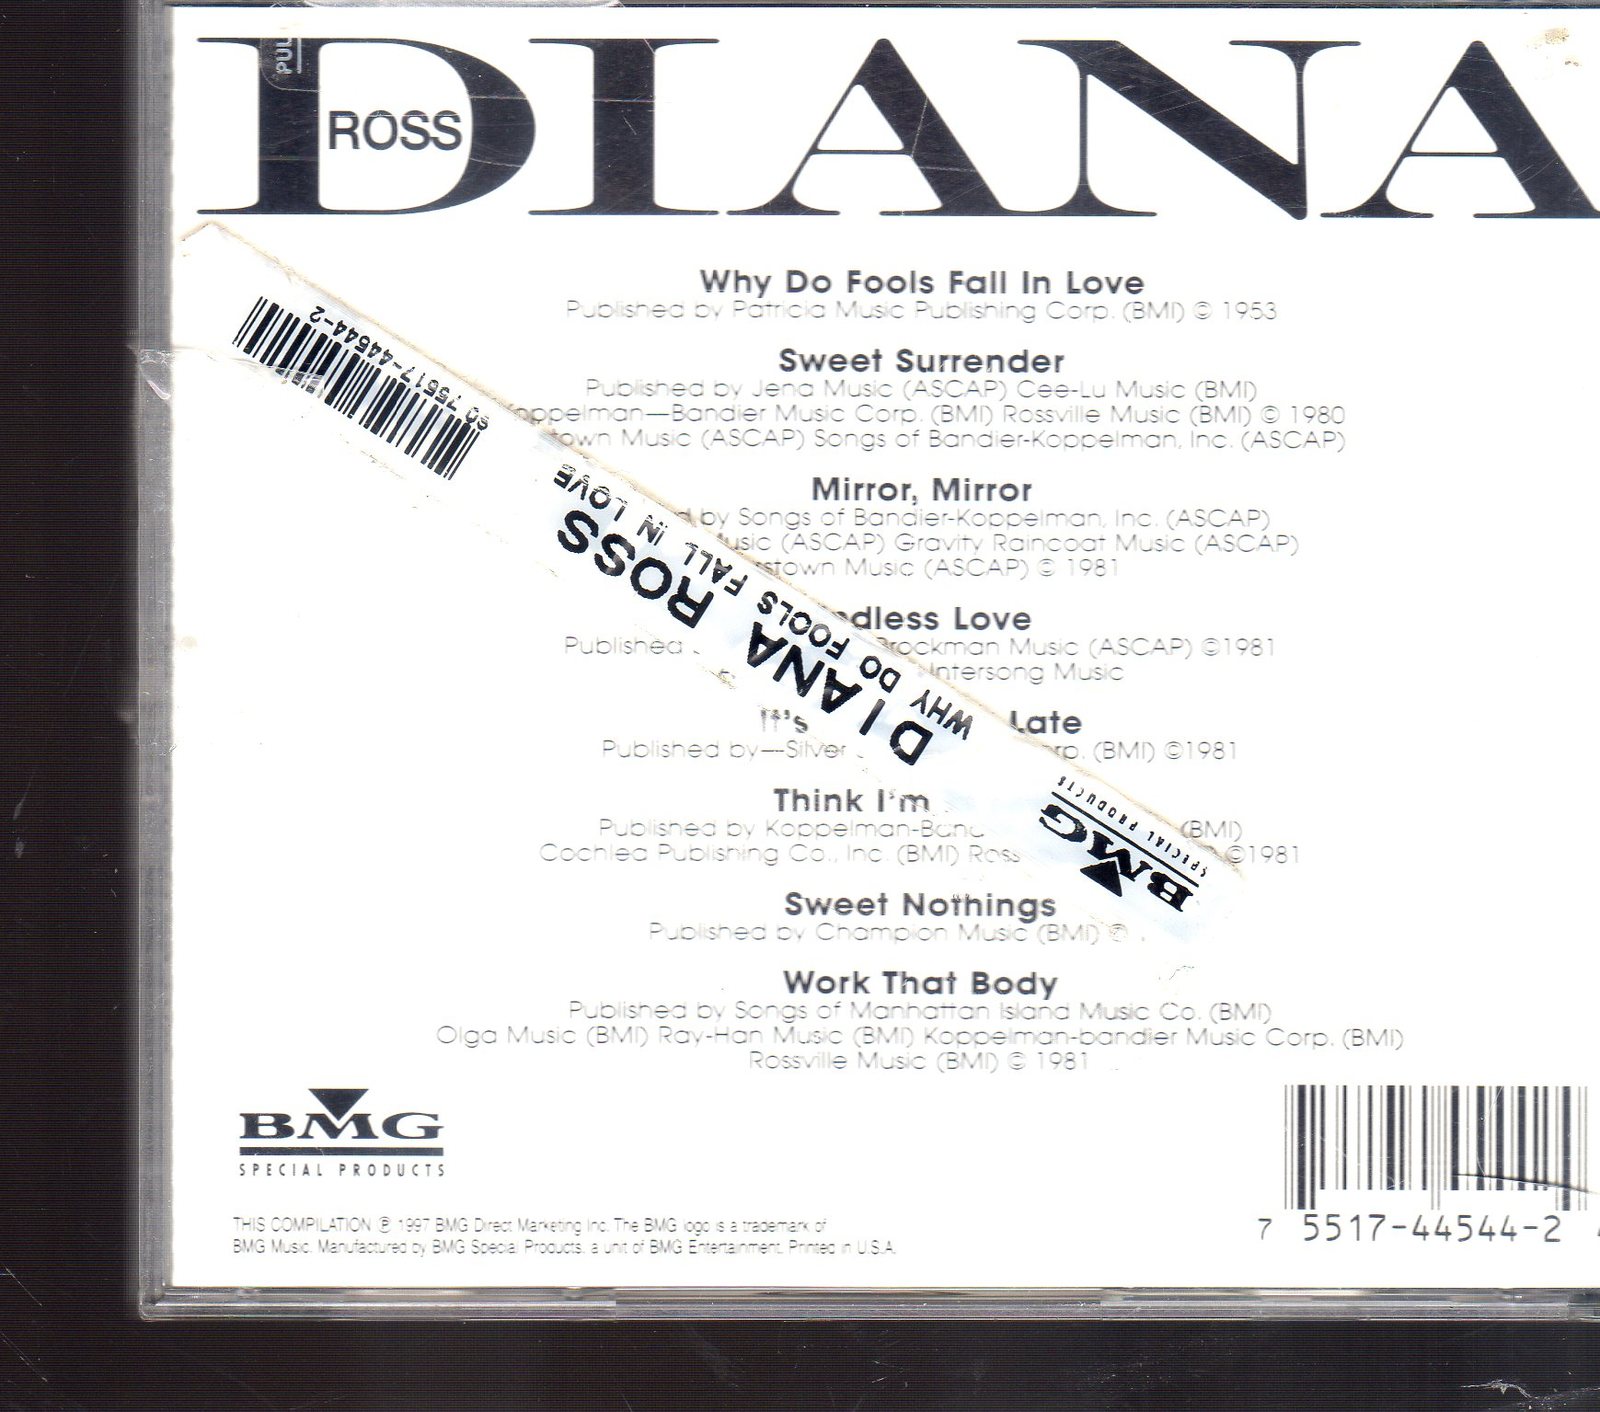 PUL
DIANA
ROSS
Why Do Fools Fall In Love
Published by Patricia Music Publishing Corp. (BMI) © 1953
Sweet Surrender
Published by Jena Music (ASCAP) Cee-Lu Music (BMI)
oppelman—Bandier Music Corp. (BMI) Rossville Music (BMI) © 1980
town Music (ASCAP) Songs of Bandier-Koppelman, Inc. (ASCAP)
Mirror, Mirror
d by Songs of Bandier-Koppelman, Inc. (ASCAP)
Music (ASCAP) Gravity Raincoat Music (ASCAP)
rstown Music (ASCAP) © 1981
ndless Love
Published Brockman Music (ASCAP) ©1981
Intersong Music
It's Late
Published by—Silver orp. (BMI) ©1981
Think I'm
Published by Koppelman-Band (BMI)
Cochlea Publishing Co., Inc. (BMI) Ross ©1981
Sweet Nothings
Published by Champion Music (BMI) ©
Work That Body
Published by Songs of Manhattan Island Music Co. (BMI)
Olga Music (BMI) Ray-Han Music (BMI) Koppelman-bandier Music Corp. (BMI)
Rossville Music (BMI) © 1981
BMG
SPECIAL PRODUCTS
DIANA ROSS
WHY DO FOOLS FALL IN LOVE
75517-44544-2
BMG
SPECIAL PRODUCTS
THIS COMPILATION ℗ 1997 BMG Direct Marketing Inc. The BMG logo is a trademark of
BMG Music. Manufactured by BMG Special Products, a unit of BMG Entertainment. Printed in U.S.A.
7 5517-44544-2